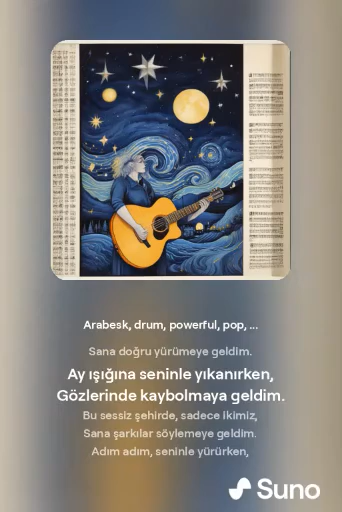 Arabesk, drum, powerful, pop, ...
Sana doğru yürümeye geldim.
Ay ışığına seninle yıkanırken,
Gözlerinde kaybolmaya geldim.
Bu sessiz şehirde, sadece ikimiz,
Sana şarkılar söylemeye geldim.
Adım adım, seninle yürürken,
Suno